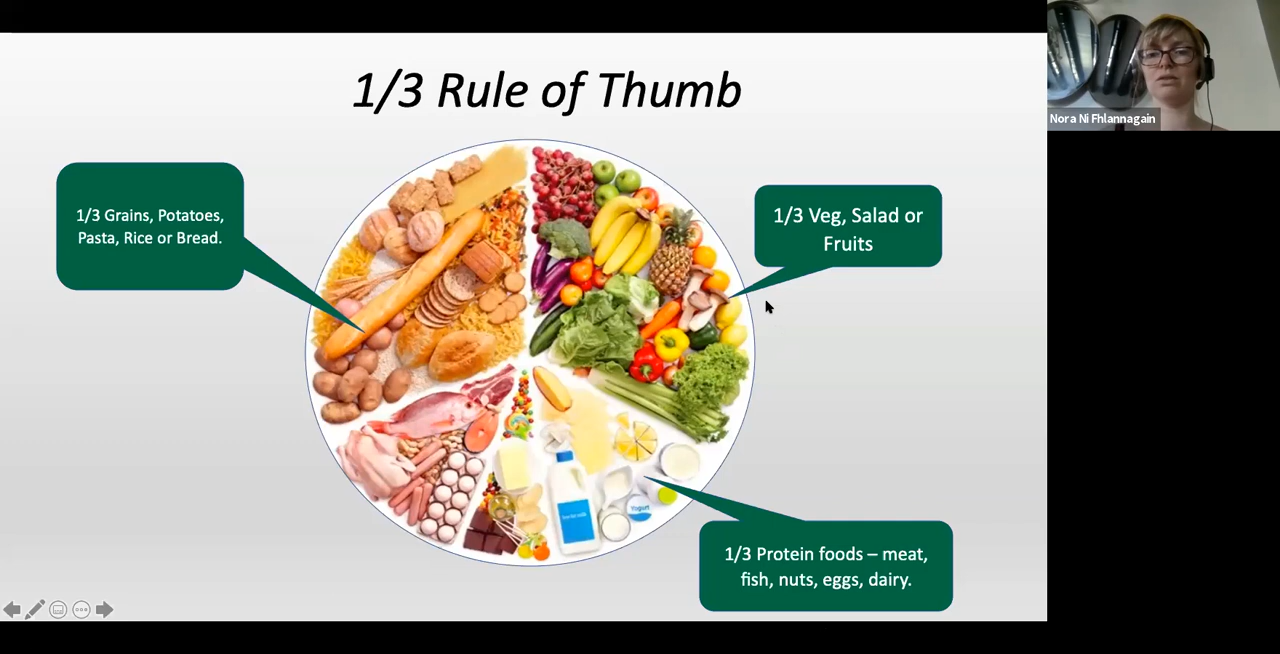 Nora Ni Fhlannagain
1/3 Rule of Thumb
1/3 Grains, Potatoes,
Pasta, Rice or Bread.
1/3 Veg, Salad or
Fruits
Yogurt
1/3 Protein foods – meat,
fish, nuts, eggs, dairy.